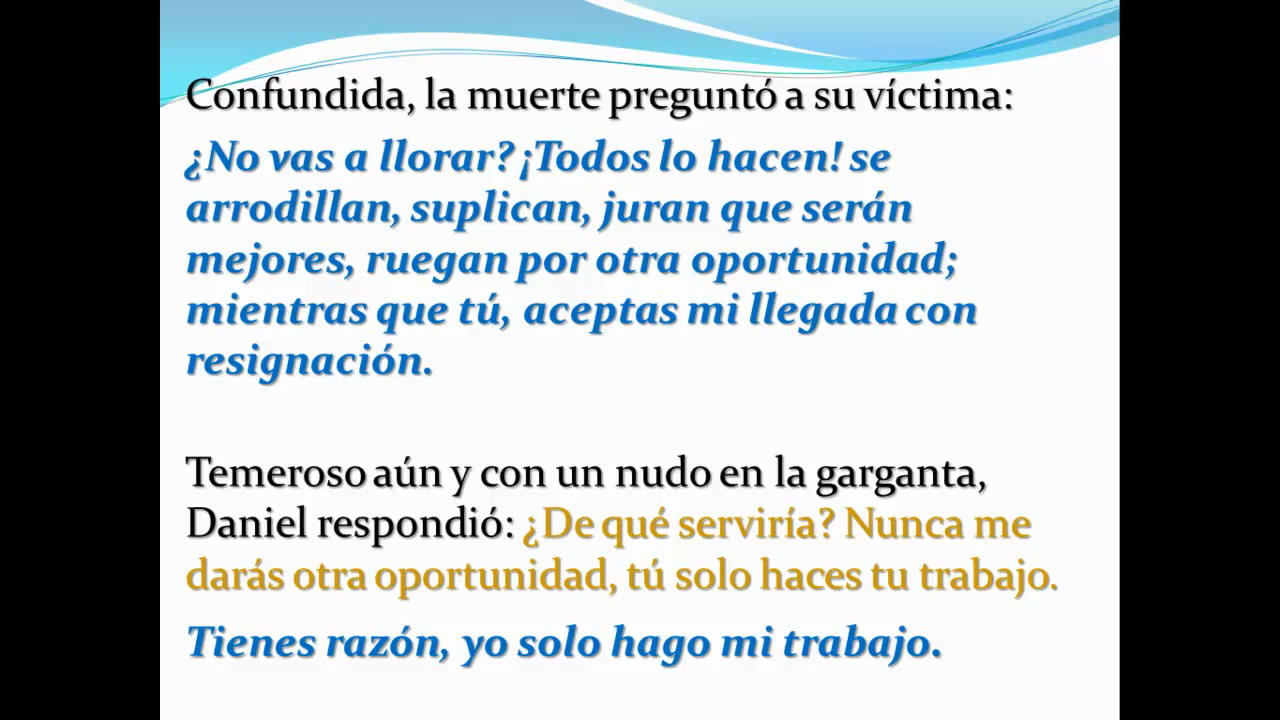 Confundida, la muerte preguntó a su víctima:
¿No vas a llorar? ¡Todos lo hacen! se
arrodillan, suplican, juran que serán
mejores, ruegan por otra oportunidad;
mientras que tú, aceptas mi llegada con
resignación.
Temeroso aún y con un nudo en la garganta,
Daniel respondió: ¿De qué serviría? Nunca me
darás otra oportunidad, tú solo haces tu trabajo.
Tienes razón, yo solo hago mi trabajo.